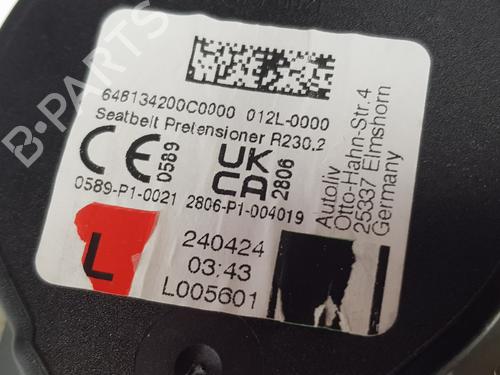 B-PARTS
648134200C0000 012L-0000
Seatbelt Pretensioner R230.2
CE 0589
UK CA 2806
0589-P1-0021 2806-P1-004019
L
240424
03:43
L005601
Autoliv
Otto-Hahn-Str.4
25337 Elmshorn
Germany